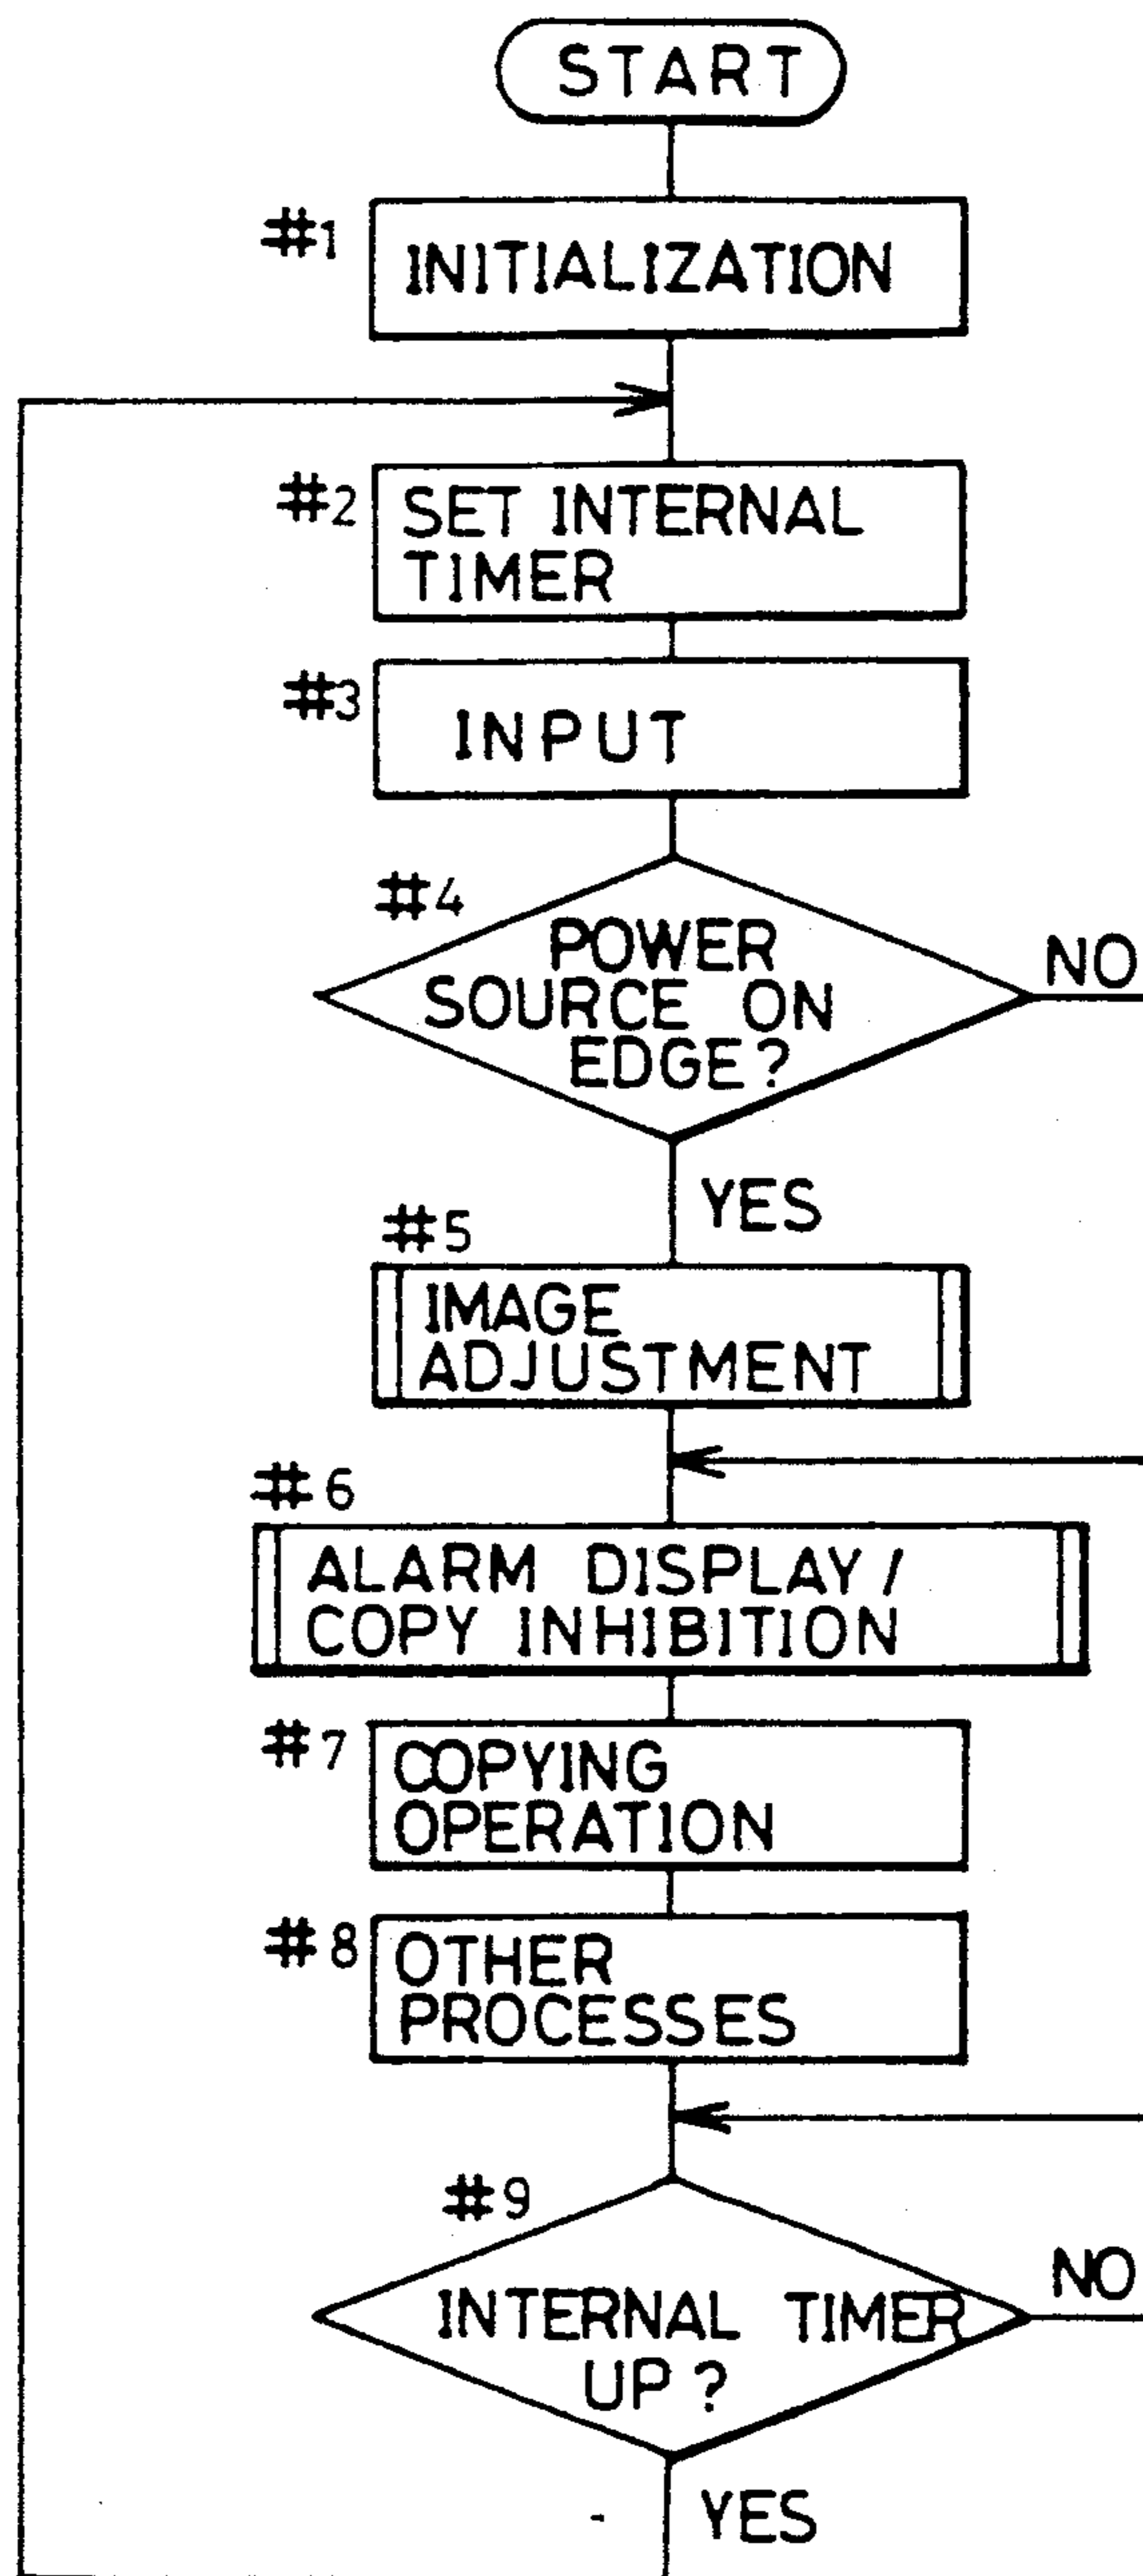 START
#1
INITIALIZATION
#2
SET INTERNAL
TIMER
#3
INPUT
#4
POWER
SOURCE ON
EDGE?
NO
YES
#5
IMAGE
ADJUSTMENT
#6
ALARM DISPLAY/
COPY INHIBITION
#7
COPYING
OPERATION
#8
OTHER
PROCESSES
#9
INTERNAL TIMER
UP?
NO
YES